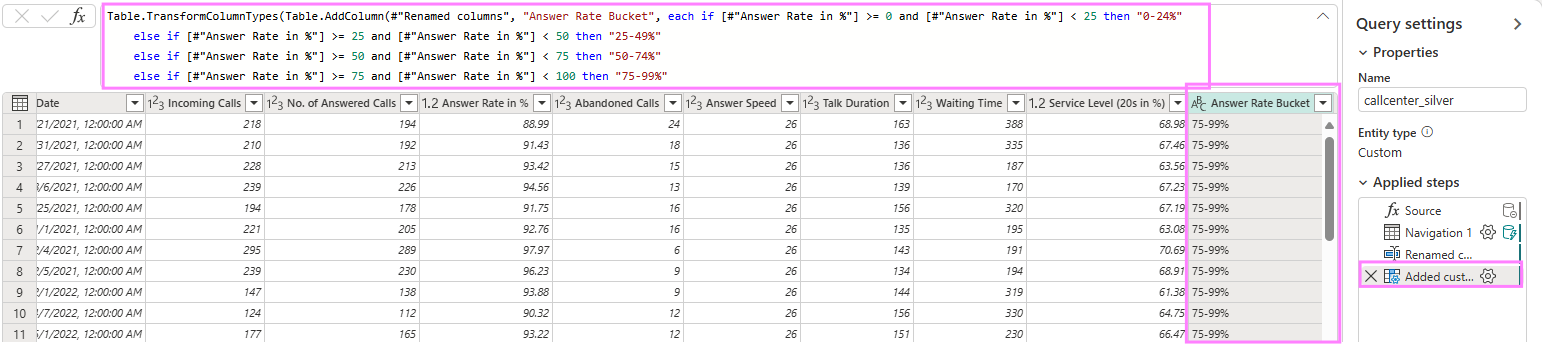 Table.TransformColumnTypes(Table.AddColumn(#"Renamed columns", "Answer Rate Bucket", each if [#"Answer Rate in %"] >= 0 and [#"Answer Rate in %"] < 25 then "0-24%"
else if [#"Answer Rate in %"] >= 25 and [#"Answer Rate in %"] < 50 then "25-49%"
else if [#"Answer Rate in %"] >= 50 and [#"Answer Rate in %"] < 75 then "50-74%"
else if [#"Answer Rate in %"] >= 75 and [#"Answer Rate in %"] < 100 then "75-99%"
Date 123 Incoming Calls 123 No. of Answered Calls 1.2 Answer Rate in % 123 Abandoned Calls 123 Answer Speed 123 Talk Duration 123 Waiting Time 1.2 Service Level (20s in %) ABC Answer Rate Bucket
1 /21/2021, 12:00:00 AM 218 194 88.99 24 26 163 388 68.98 75-99%
2 /31/2021, 12:00:00 AM 210 192 91.43 18 26 136 335 67.46 75-99%
3 /27/2021, 12:00:00 AM 228 213 93.42 15 26 136 187 63.56 75-99%
4 /6/2021, 12:00:00 AM 239 226 94.56 13 26 139 170 67.23 75-99%
5 /25/2021, 12:00:00 AM 194 178 91.75 16 26 156 320 67.19 75-99%
6 /1/2021, 12:00:00 AM 221 205 92.76 16 26 135 195 63.08 75-99%
7 /4/2021, 12:00:00 AM 295 289 97.97 6 26 143 191 70.69 75-99%
8 /5/2021, 12:00:00 AM 239 230 96.23 9 26 134 194 68.91 75-99%
9 /1/2022, 12:00:00 AM 147 138 93.88 9 26 144 319 61.38 75-99%
10 /7/2022, 12:00:00 AM 124 112 90.32 12 26 156 330 64.75 75-99%
11 /1/2022, 12:00:00 AM 177 165 93.22 12 26 151 230 66.47 75-99%
Query settings
Properties
Name
callcenter_silver
Entity type
Custom
Applied steps
fx Source
Navigation 1
Renamed c...
Added cust...